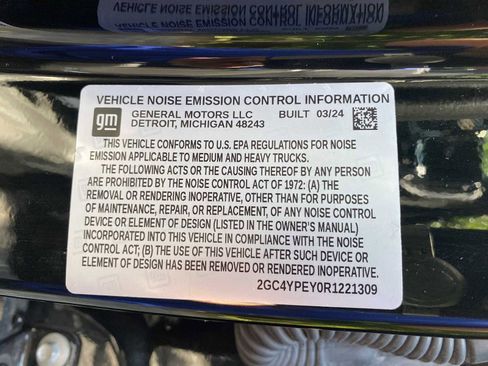 VEHICLE NOISE EMISSION CONTROL INFORMATION
gm GENERAL MOTORS LLC BUILT 03/24
DETROIT, MICHIGAN 48243
THIS VEHICLE CONFORMS TO U.S. EPA REGULATIONS FOR NOISE
EMISSION APPLICABLE TO MEDIUM AND HEAVY TRUCKS.
THE FOLLOWING ACTS OR THE CAUSING THEREOF BY ANY PERSON
ARE PROHIBITED BY THE NOISE CONTROL ACT OF 1972: (A) THE
REMOVAL OR RENDERING INOPERATIVE, OTHER THAN FOR PURPOSES
OF MAINTENANCE, REPAIR, OR REPLACEMENT, OF ANY NOISE CONTROL
DEVICE OR ELEMENT OF DESIGN (LISTED IN THE OWNER'S MANUAL)
INCORPORATED INTO THIS VEHICLE IN COMPLIANCE WITH THE NOISE
CONTROL ACT; (B) THE USE OF THIS VEHICLE AFTER SUCH DEVICE OR
ELEMENT OF DESIGN HAS BEEN REMOVED OR RENDERED INOPERATIVE.
2GC4YPEY0R1221309